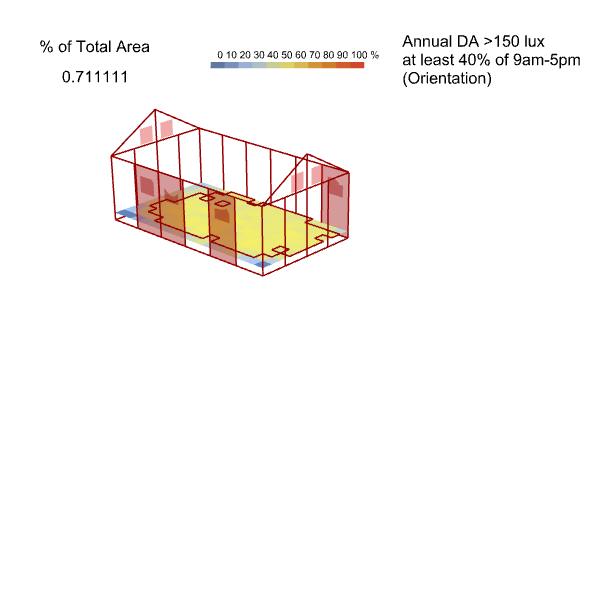 % of Total Area
0.711111
0 10 20 30 40 50 60 70 80 90 100 %
Annual DA >150 lux
at least 40% of 9am-5pm
(Orientation)